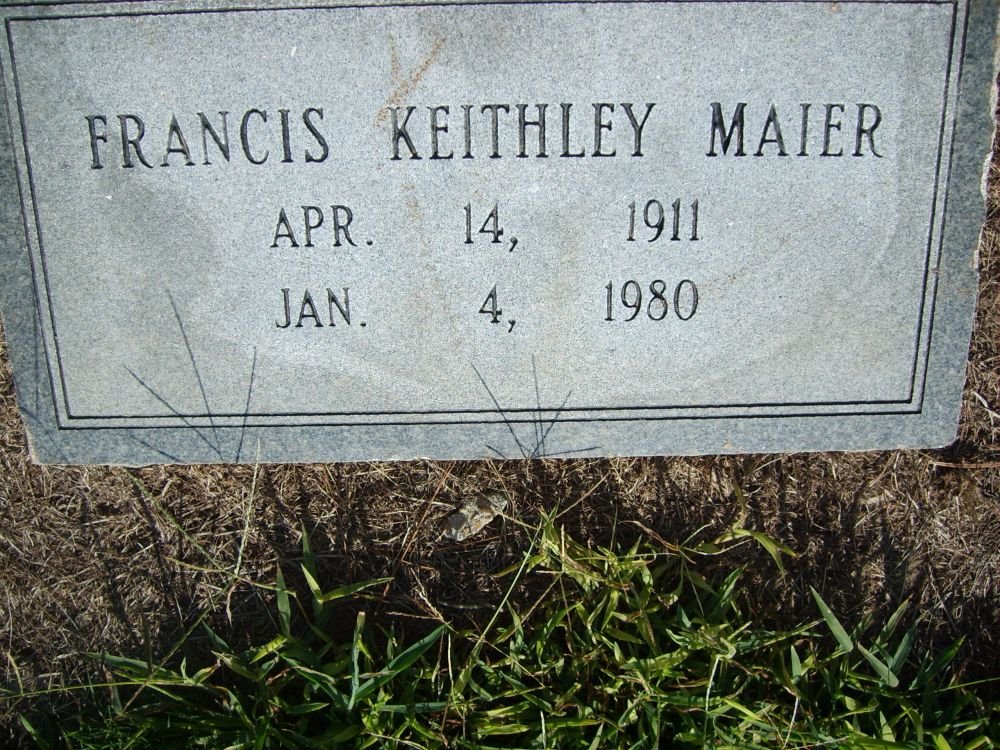 FRANCIS KEITHLEY MAIER
APR. 14, 1911
JAN. 4, 1980